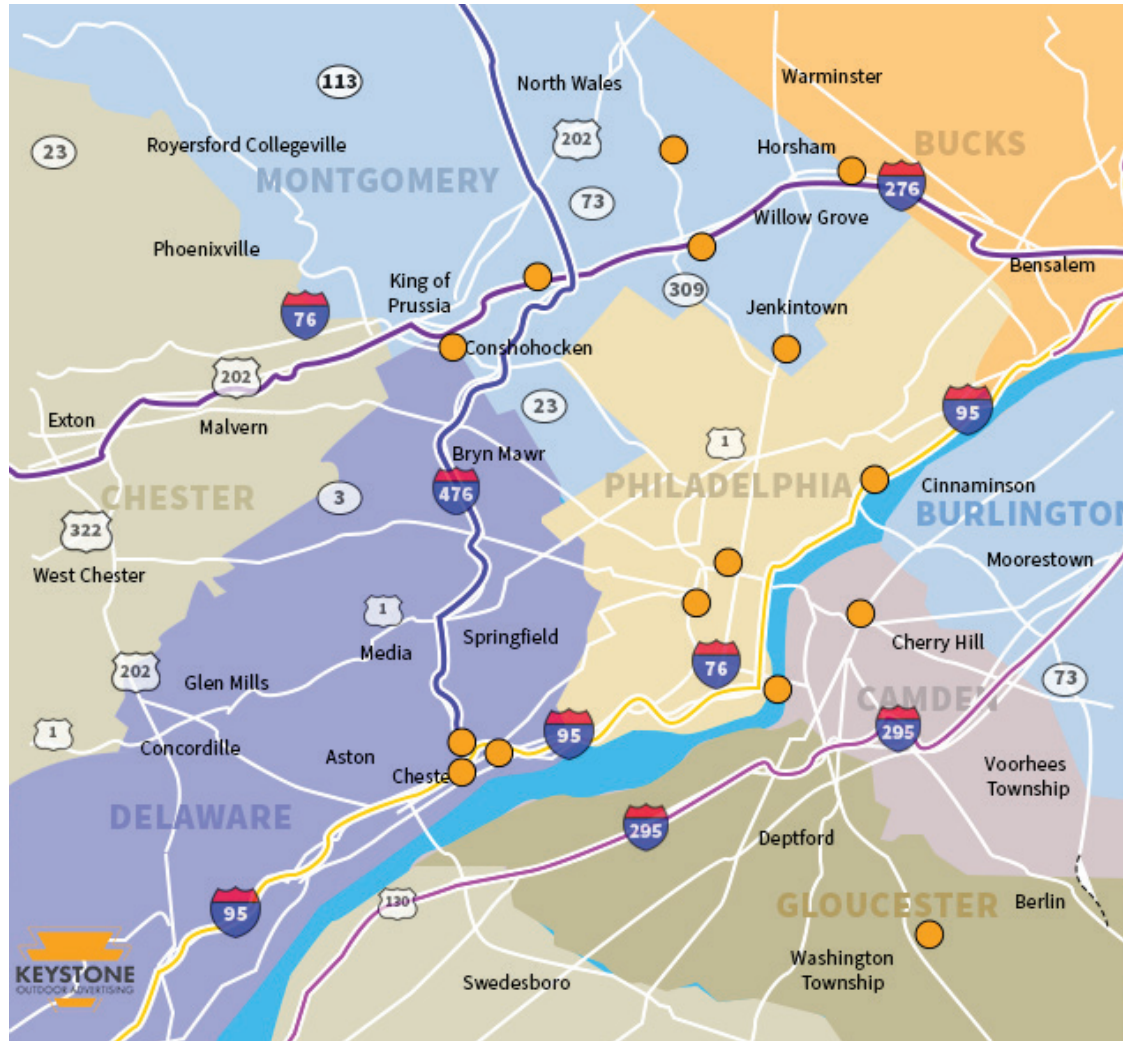 113
North Wales
Warminster
23
Royersford Collegeville
202
Horsham
BUCKS
MONTGOMERY
276
73
Willow Grove
Phoenixville
King of
Prussia
Bensalem
309
76
Jenkintown
Conshohocken
202
Exton
Malvern
23
95
1
Bryn Mawr
CHESTER
3
476
PHILADELPHIA
Cinnaminson
BURLINGTON
322
West Chester
Moorestown
1
Springfield
Media
Cherry Hill
202
76
Glen Mills
73
CAMDEN
1
Concordville
95
295
Aston
Cheste
Voorhees
Township
DELAWARE
295
Deptford
130
95
GLOUCESTER
Berlin
KEYSTONE
OUTDOOR ADVERTISING
Swedesboro
Washington
Township